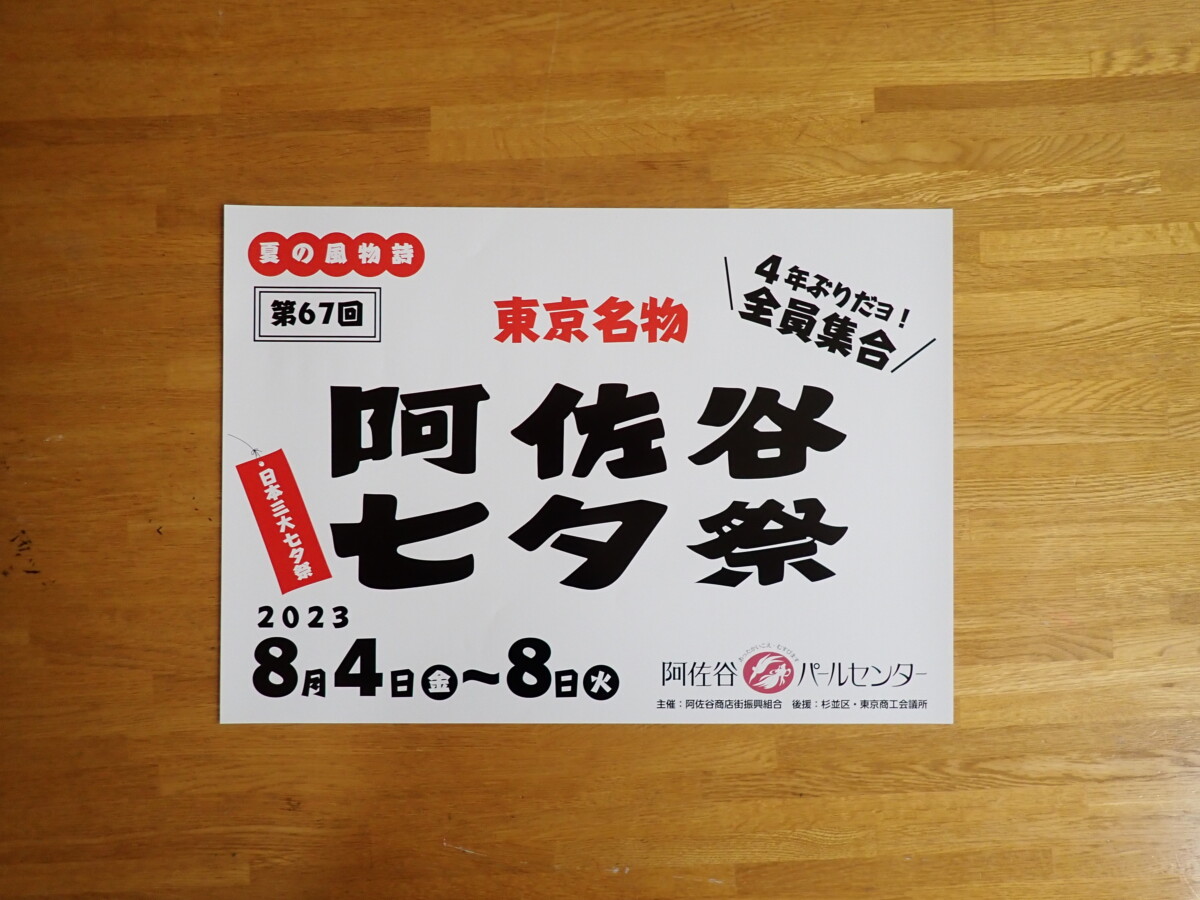 夏の風物詩
第67回
東京名物
4年ぶりだヨ！
全員集合
阿佐谷
七夕祭
日本三大七夕祭
2023
8月4日金〜8日火
阿佐谷 パールセンター
主催：阿佐谷商店街振興組合　後援：杉並区・東京商工会議所